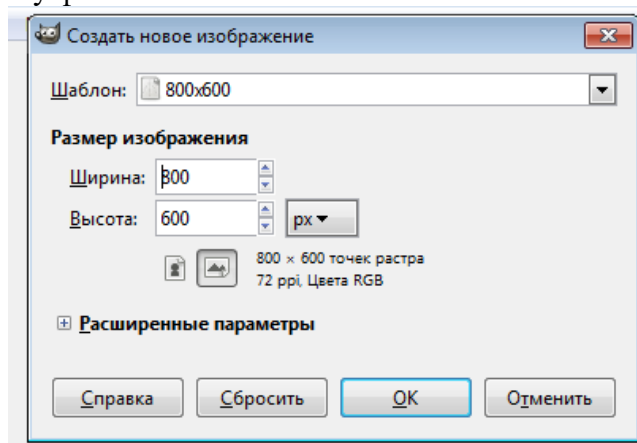 Создать новое изображение
Шаблон: 800x600
Размер изображения
Ширина: 800
Высота: 600 px
800 × 600 точек растра
72 ppi, Цвета RGB
Расширенные параметры
Справка Сбросить OK Отменить